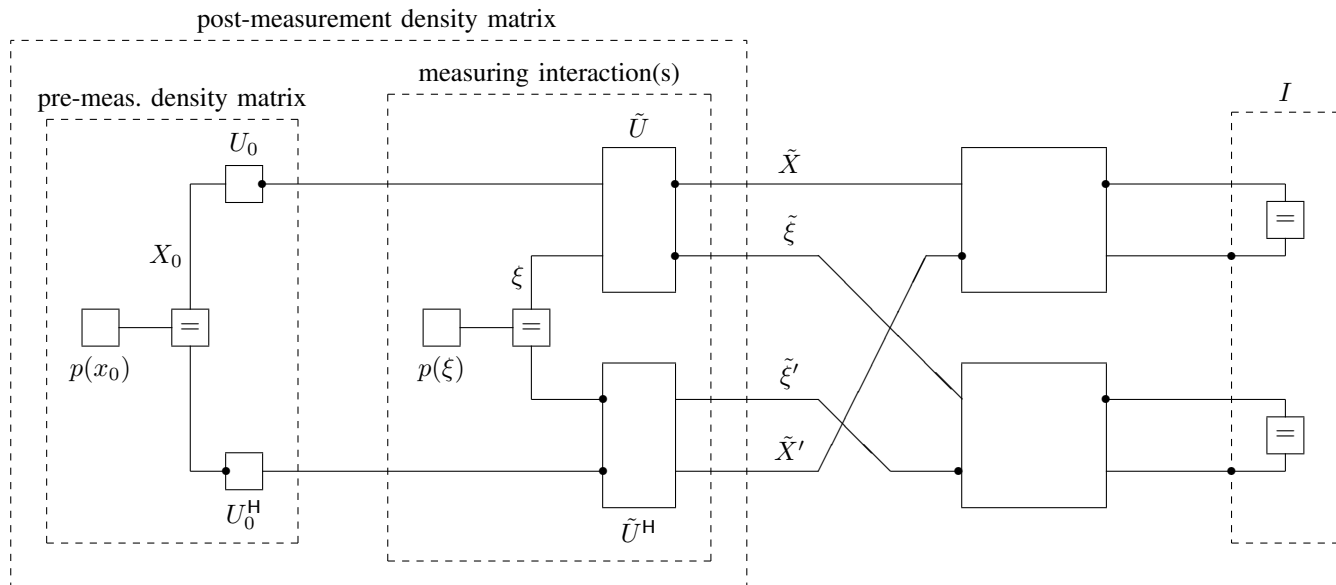 post-measurement density matrix
measuring interaction(s)
pre-meas. density matrix
I
U₀
Ũ
X̃
ξ̃
X₀
ξ
=
=
=
=
p(x₀)
p(ξ)
ξ̃′
X̃′
U₀ᴴ
Ũᴴ